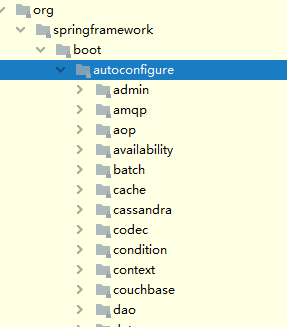 org
springframework
boot
autoconfigure
admin
amqp
aop
availability
batch
cache
cassandra
codec
condition
context
couchbase
dao